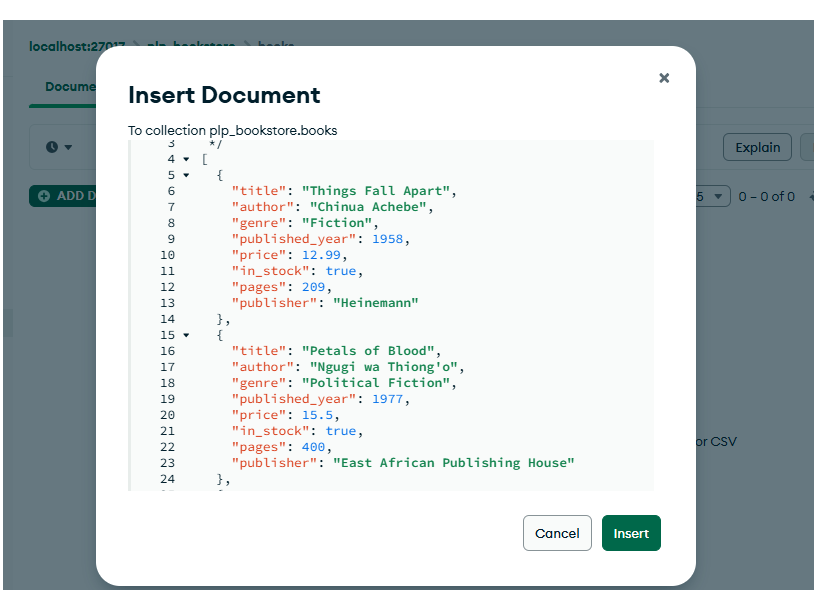 localhost:27017 > plp_bookstore > books
Docume
Insert Document
To collection plp_bookstore.books
Explain
ADD D
5
0 – 0 of 0
3 */
4 [
5 {
6 "title": "Things Fall Apart",
7 "author": "Chinua Achebe",
8 "genre": "Fiction",
9 "published_year": 1958,
10 "price": 12.99,
11 "in_stock": true,
12 "pages": 209,
13 "publisher": "Heinemann"
14 },
15 {
16 "title": "Petals of Blood",
17 "author": "Ngugi wa Thiong'o",
18 "genre": "Political Fiction",
19 "published_year": 1977,
20 "price": 15.5,
21 "in_stock": true,
22 "pages": 400,
23 "publisher": "East African Publishing House"
24 },
or CSV
Cancel
Insert